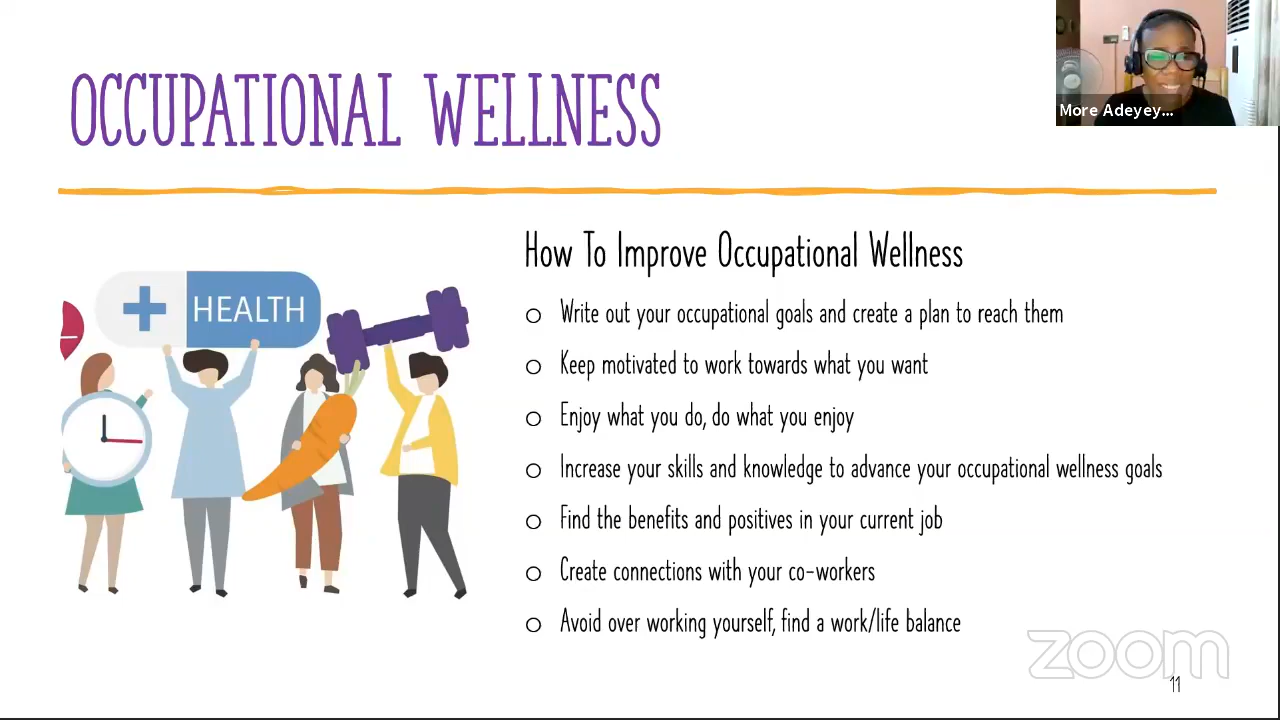 OCCUPATIONAL WELLNESS
More Adeyey...
HEALTH
How To Improve Occupational Wellness
o Write out your occupational goals and create a plan to reach them
o Keep motivated to work towards what you want
o Enjoy what you do, do what you enjoy
o Increase your skills and knowledge to advance your occupational wellness goals
o Find the benefits and positives in your current job
o Create connections with your co-workers
o Avoid over working yourself, find a work/life balance
zoom
11